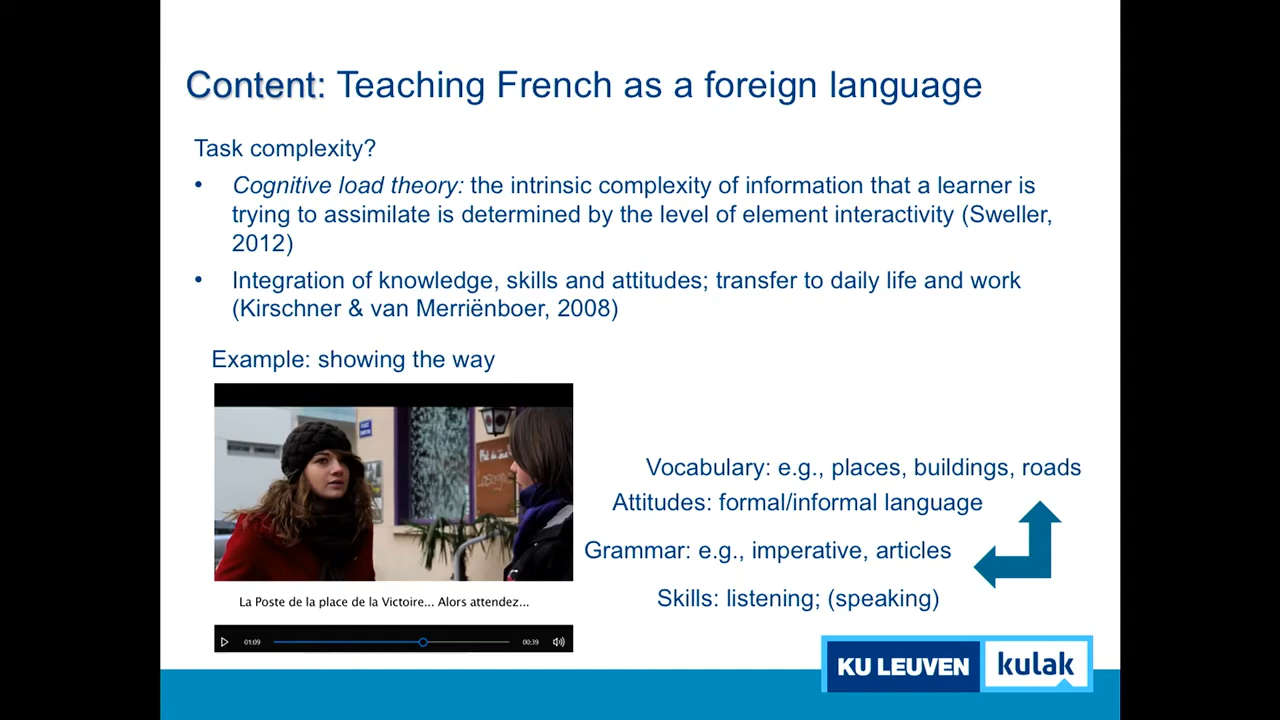 Content: Teaching French as a foreign language
Task complexity?
• Cognitive load theory: the intrinsic complexity of information that a learner is
trying to assimilate is determined by the level of element interactivity (Sweller,
2012)
• Integration of knowledge, skills and attitudes; transfer to daily life and work
(Kirschner & van Merriënboer, 2008)
Example: showing the way
La Poste de la place de la Victoire... Alors attendez...
01:09
00:39
Vocabulary: e.g., places, buildings, roads
Attitudes: formal/informal language
Grammar: e.g., imperative, articles
Skills: listening; (speaking)
KU LEUVEN kulak